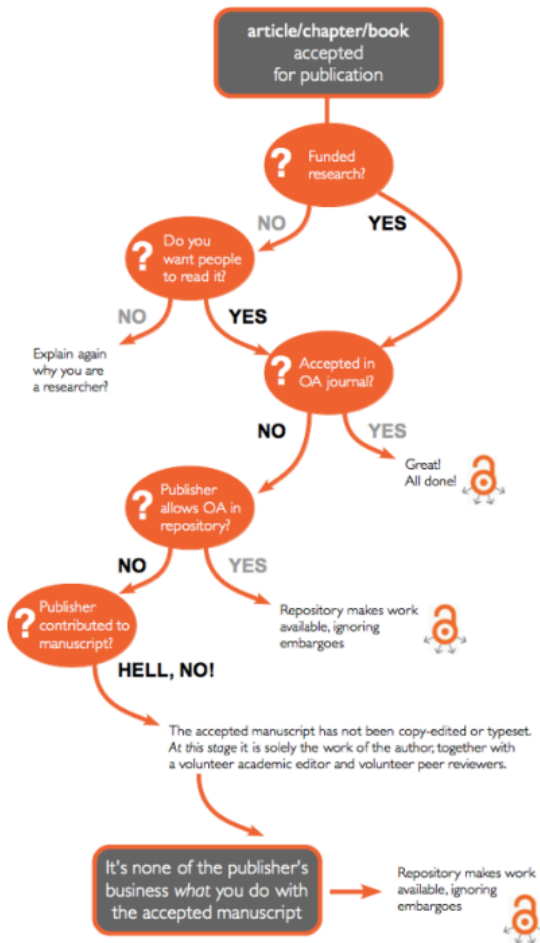 article/chapter/book
accepted
for publication
?
Funded
research?
NO
YES
?
Do you
want people
to read it?
NO
YES
Explain again
why you are
a researcher?
?
Accepted in
OA journal?
NO
YES
Great!
All done!
?
Publisher
allows OA in
repository?
NO
YES
?
Publisher
contributed to
manuscript?
Repository makes work
available, ignoring
embargoes
HELL, NO!
The accepted manuscript has not been copy-edited or typeset.
At this stage it is solely the work of the author, together with
a volunteer academic editor and volunteer peer reviewers.
It's none of the publisher's
business what you do with
the accepted manuscript
Repository makes work
available, ignoring
embargoes